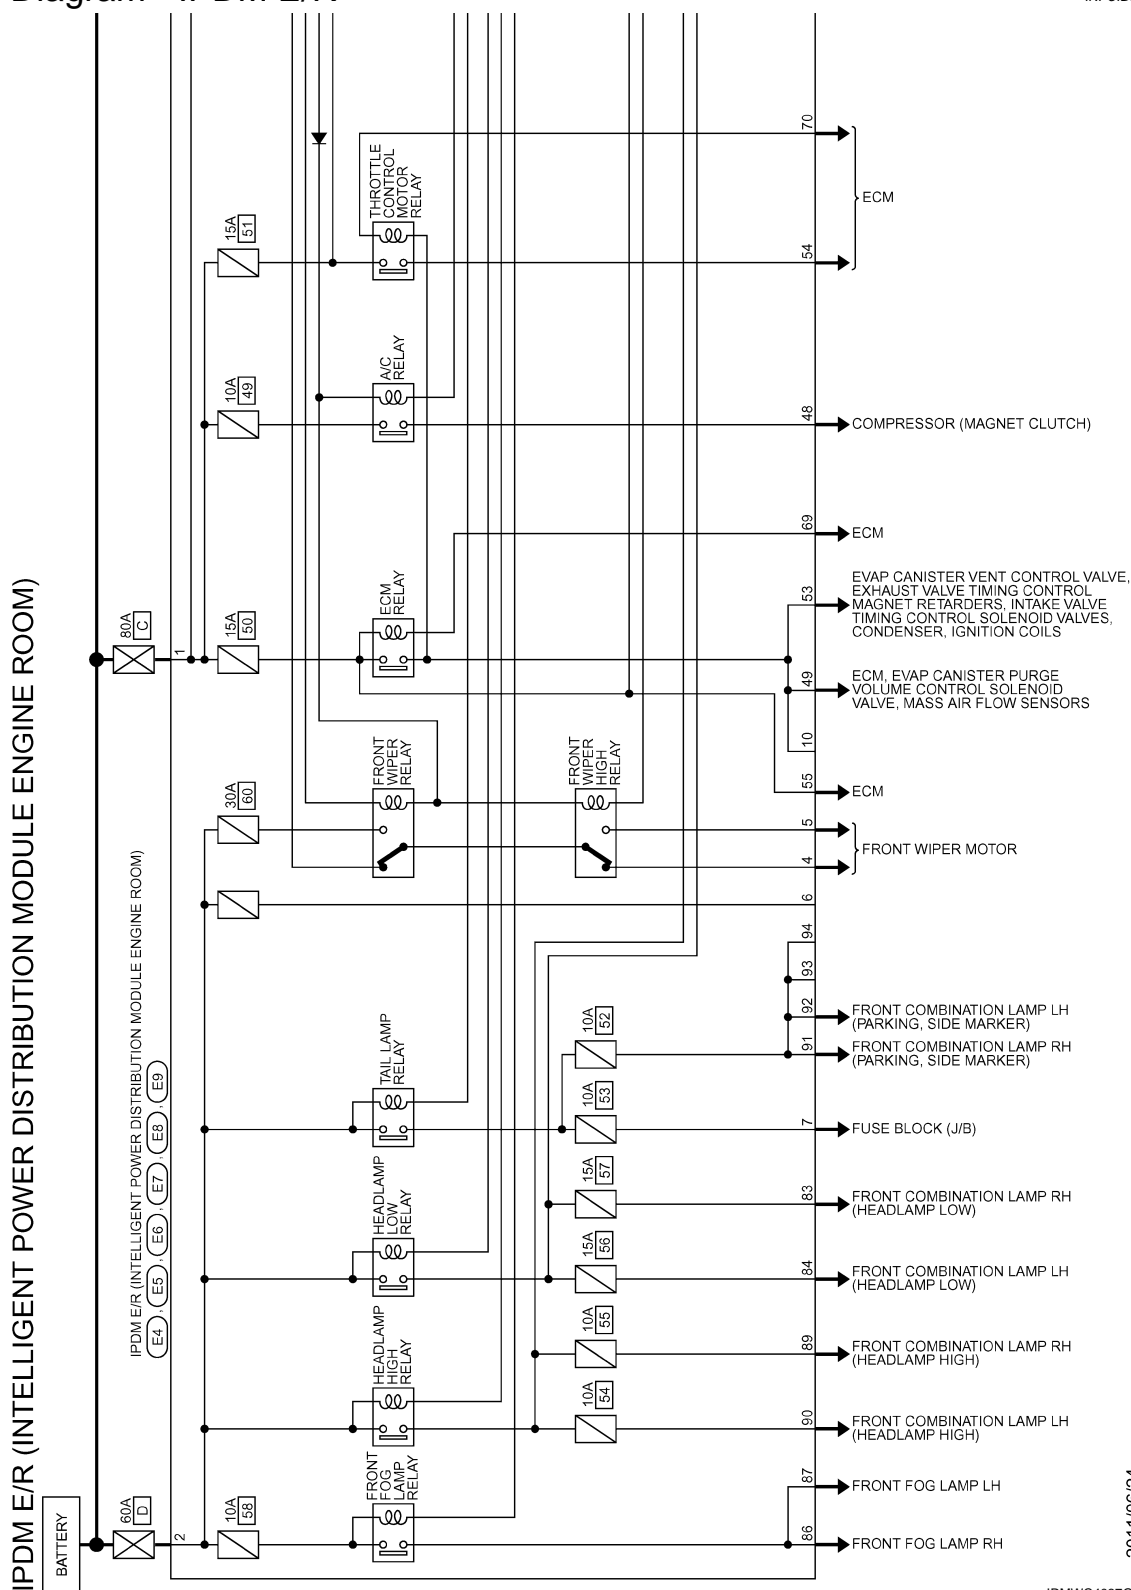 IPDM E/R (INTELLIGENT POWER DISTRIBUTION MODULE ENGINE ROOM)
BATTERY
60A
D
2
80A
C
1
IPDM E/R (INTELLIGENT POWER DISTRIBUTION MODULE ENGINE ROOM)
E4 , E5 , E6 , E7 , E8 , E9
10A
58
30A
60
15A
50
10A
49
15A
51
FRONT
FOG
LAMP
RELAY
HEADLAMP
HIGH
RELAY
HEADLAMP
LOW
RELAY
TAIL LAMP
RELAY
FRONT
WIPER
RELAY
ECM
RELAY
A/C
RELAY
THROTTLE
CONTROL
MOTOR
RELAY
FRONT
WIPER
HIGH
RELAY
10A
54
10A
55
15A
56
15A
57
10A
53
10A
52
70
54
ECM
48
COMPRESSOR (MAGNET CLUTCH)
69
ECM
53
EVAP CANISTER VENT CONTROL VALVE,
EXHAUST VALVE TIMING CONTROL
MAGNET RETARDERS, INTAKE VALVE
TIMING CONTROL SOLENOID VALVES,
CONDENSER, IGNITION COILS
49
ECM, EVAP CANISTER PURGE
VOLUME CONTROL SOLENOID
VALVE, MASS AIR FLOW SENSORS
10
55
ECM
5
4
FRONT WIPER MOTOR
6
94
93
92
FRONT COMBINATION LAMP LH
(PARKING, SIDE MARKER)
91
FRONT COMBINATION LAMP RH
(PARKING, SIDE MARKER)
7
FUSE BLOCK (J/B)
83
FRONT COMBINATION LAMP RH
(HEADLAMP LOW)
84
FRONT COMBINATION LAMP LH
(HEADLAMP LOW)
89
FRONT COMBINATION LAMP RH
(HEADLAMP HIGH)
90
FRONT COMBINATION LAMP LH
(HEADLAMP HIGH)
87
FRONT FOG LAMP LH
86
FRONT FOG LAMP RH